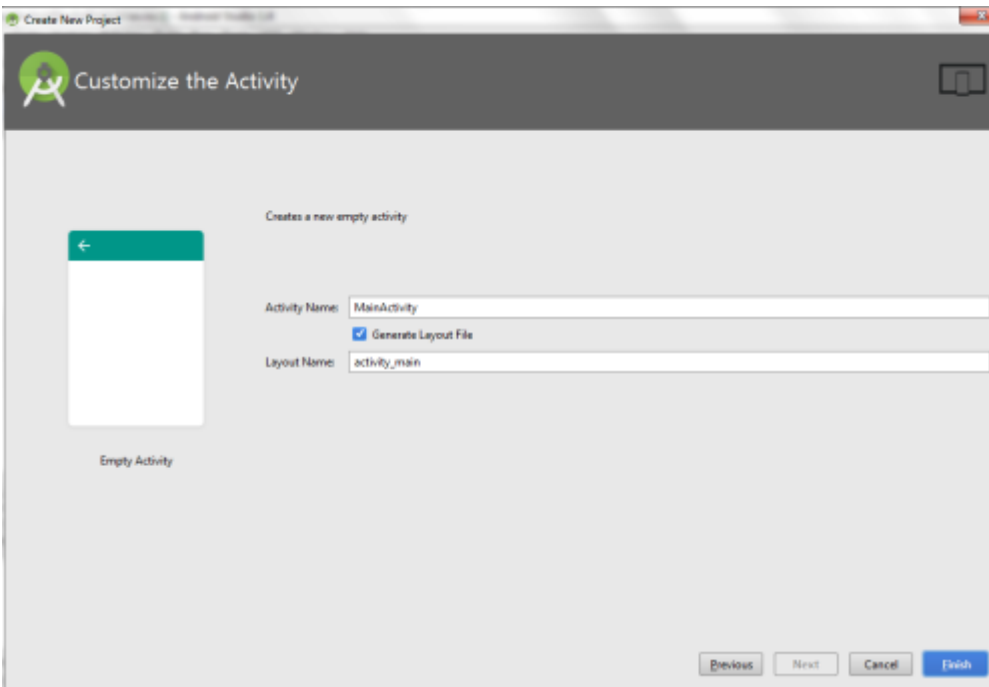 Create New Project
Customize the Activity
Creates a new empty activity
Activity Name: MainActivity
Generate Layout File
Layout Name: activity_main
Empty Activity
Previous Next Cancel Finish